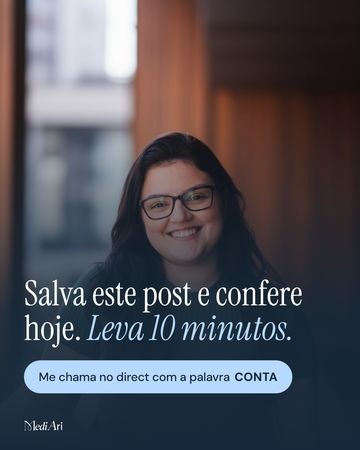 Salva este post e confere
hoje. Leva 10 minutos.
Me chama no direct com a palavra CONTA
MediAri